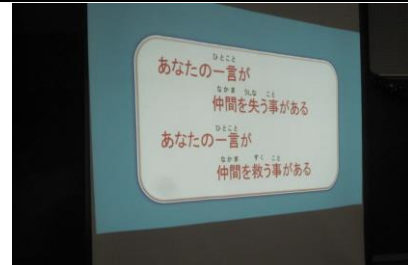 あなたの一言が
仲間を失う事がある
あなたの一言が
仲間を救う事がある